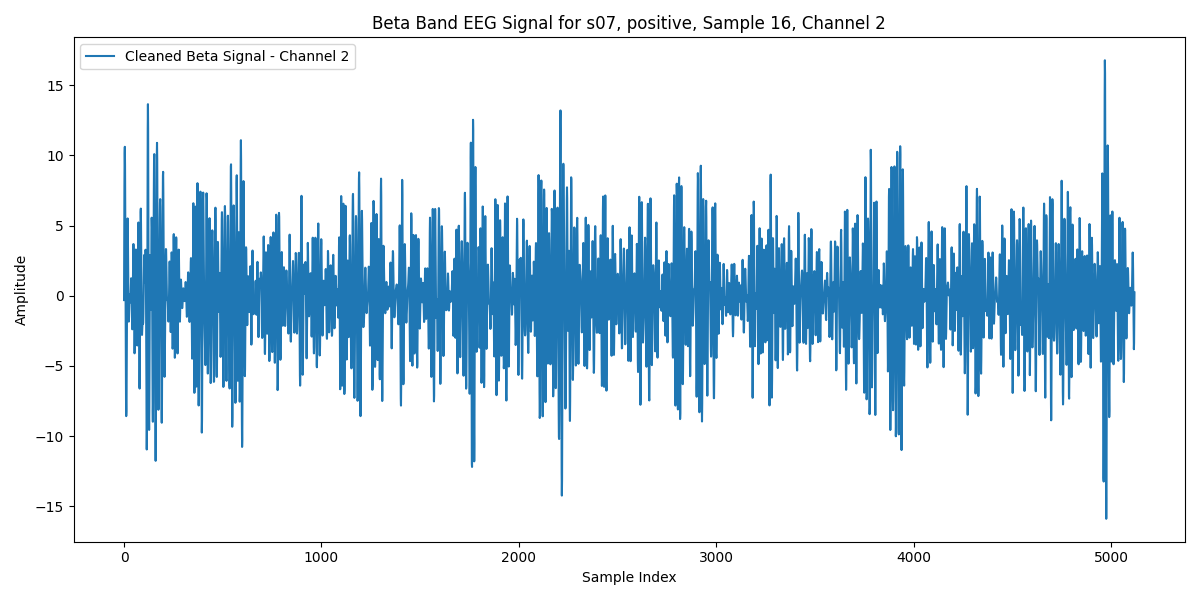 Beta Band EEG Signal for s07, positive, Sample 16, Channel 2
Cleaned Beta Signal - Channel 2
Amplitude
15
10
5
0
−5
−10
−15
0 1000 2000 3000 4000 5000
Sample Index